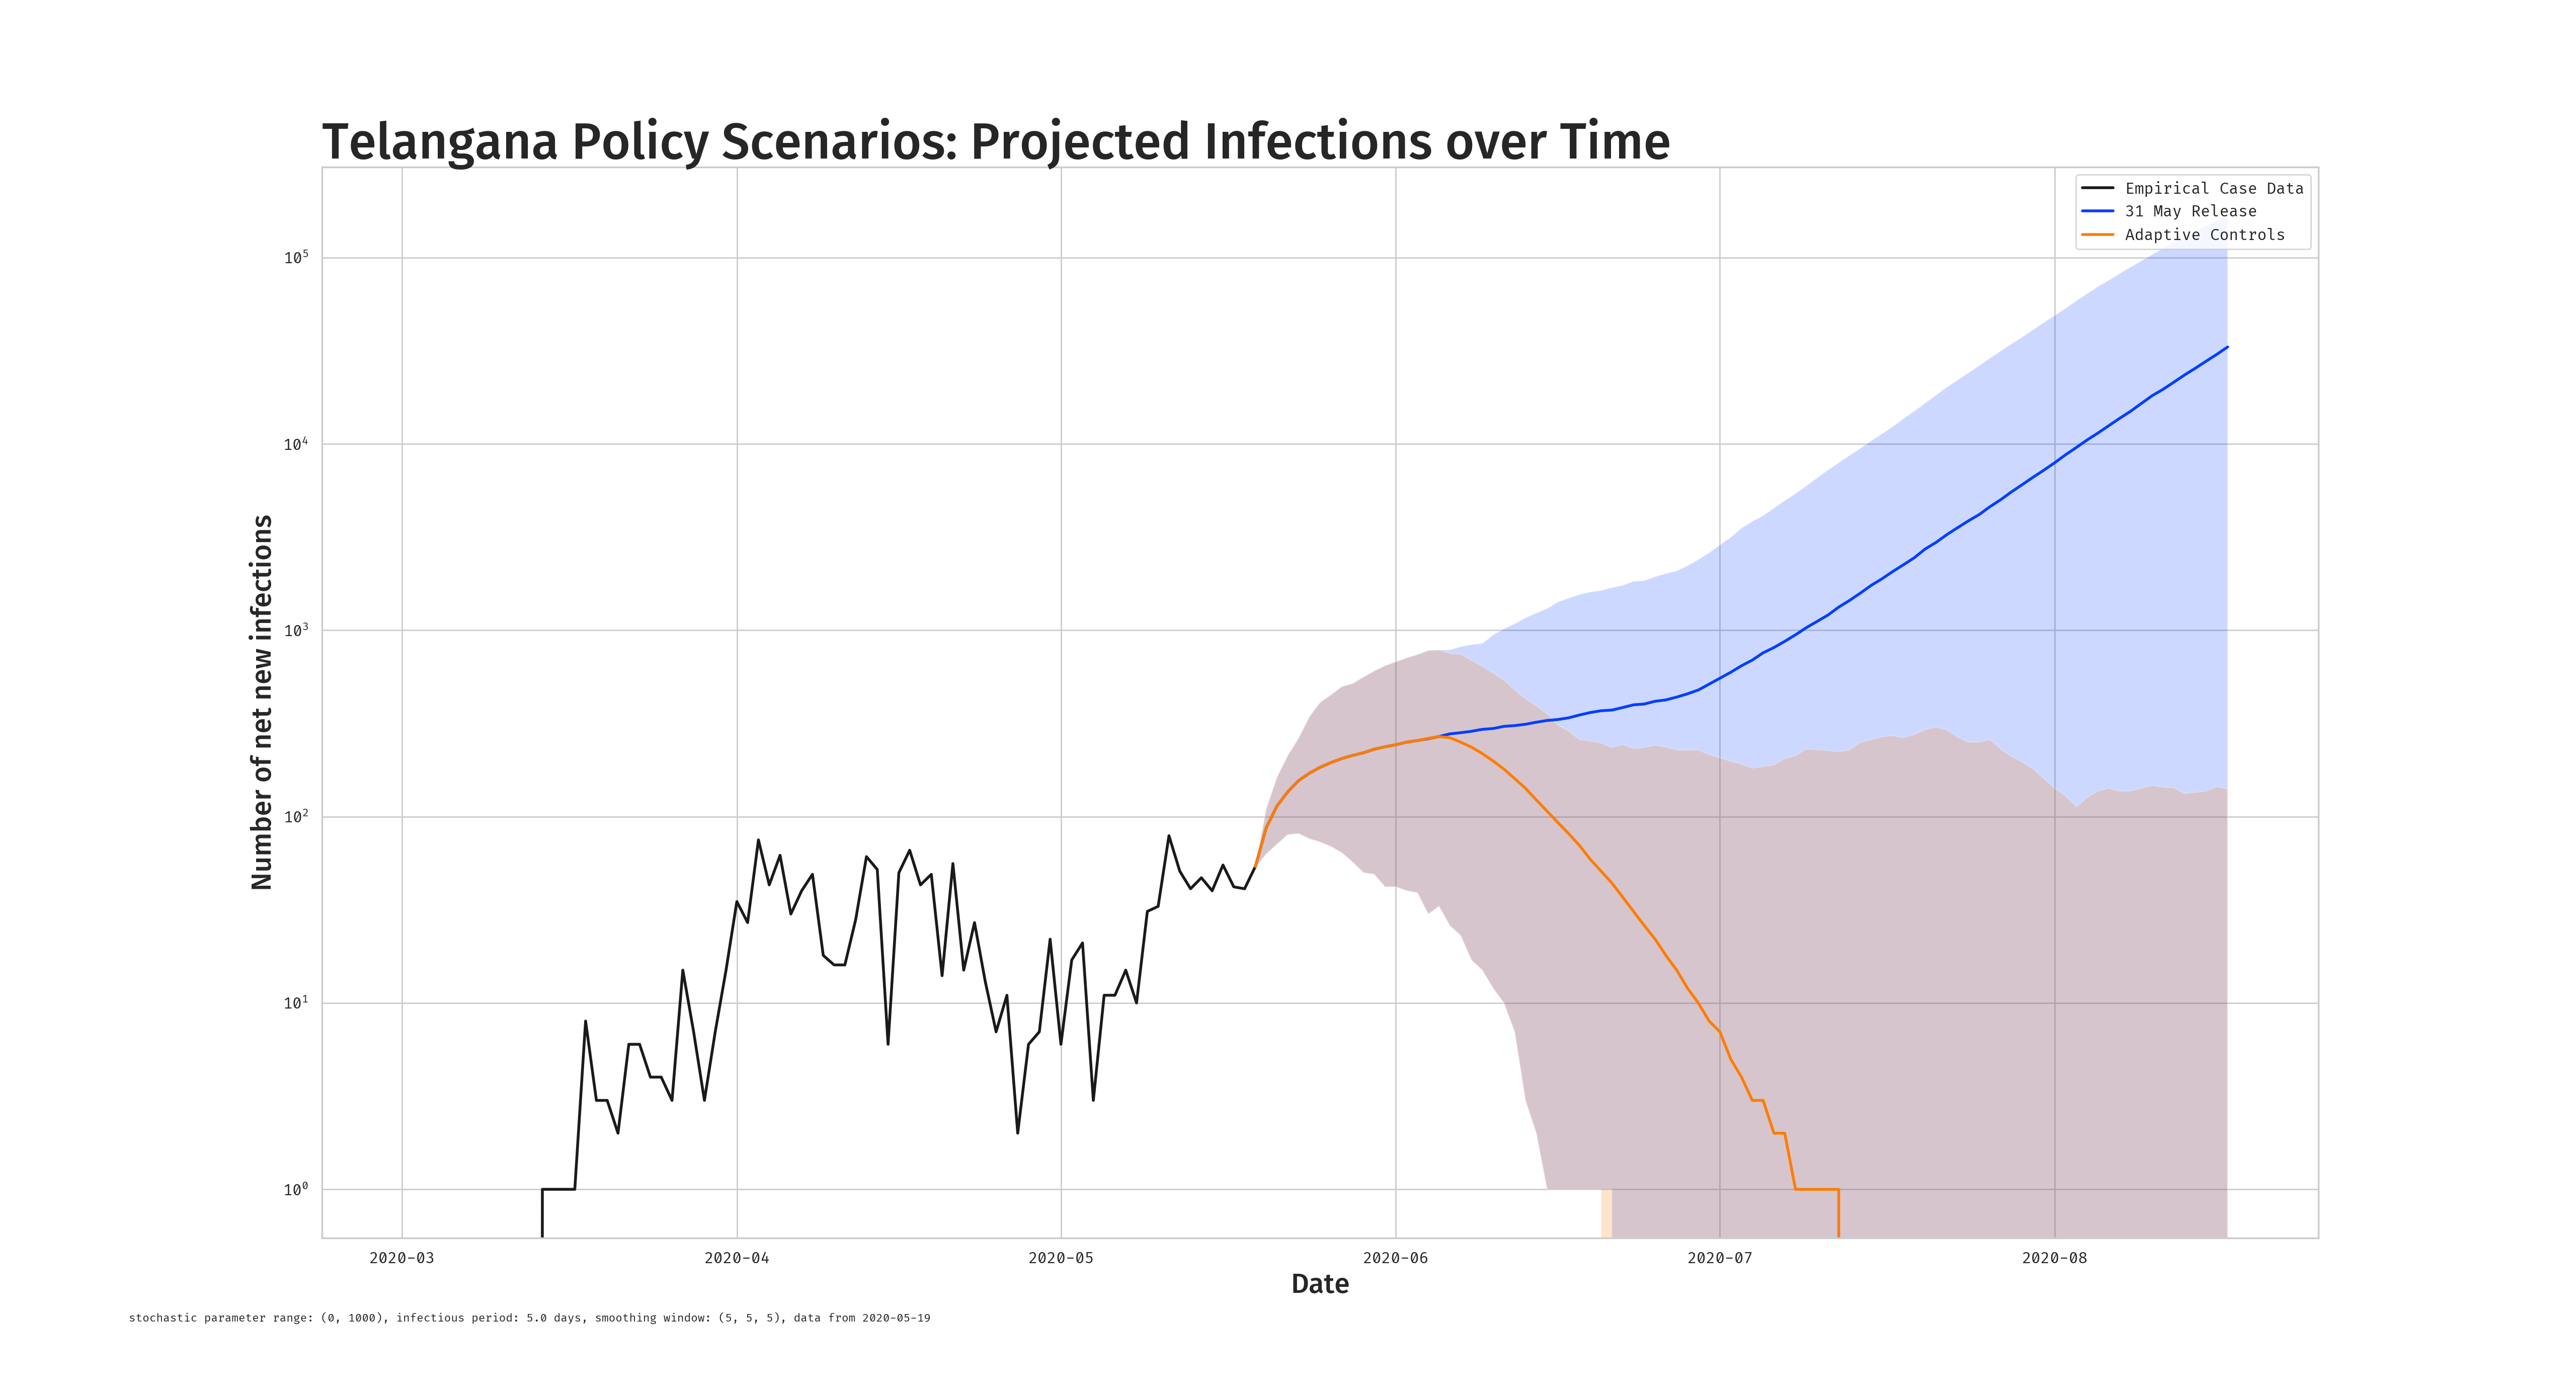 Telangana Policy Scenarios: Projected Infections over Time
Empirical Case Data
31 May Release
Adaptive Controls
Number of net new infections
10⁵
10⁴
10³
10²
10¹
10⁰
2020-03
2020-04
2020-05
2020-06
2020-07
2020-08
Date
stochastic parameter range: (0, 1000), infectious period: 5.0 days, smoothing window: (5, 5, 5), data from 2020-05-19